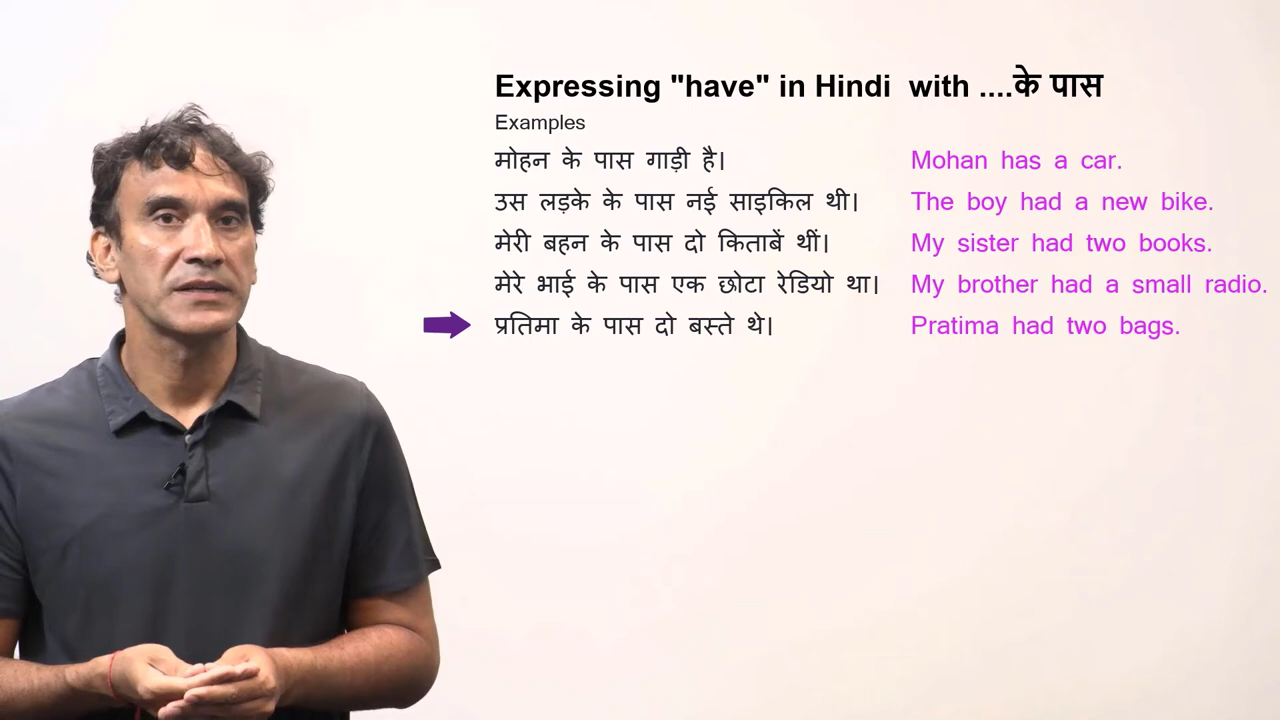 Expressing "have" in Hindi with ....के पास
Examples
मोहन के पास गाड़ी है। Mohan has a car.
उस लड़के के पास नई साइकिल थी। The boy had a new bike.
मेरी बहन के पास दो किताबें थीं। My sister had two books.
मेरे भाई के पास एक छोटा रेडियो था। My brother had a small radio.
प्रतिमा के पास दो बस्ते थे। Pratima had two bags.